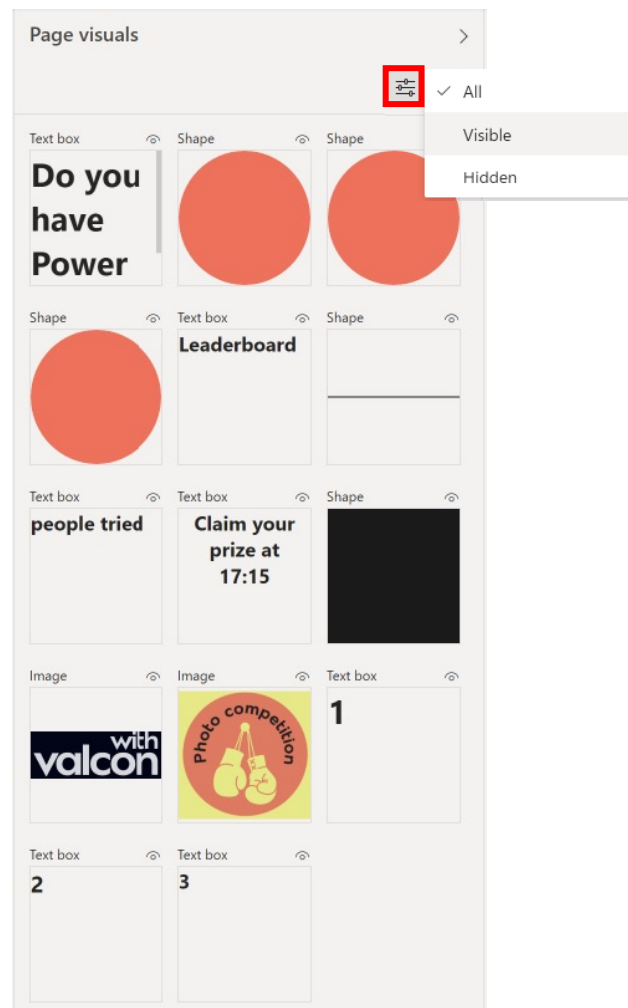 Page visuals
All
Visible
Hidden
Text box
Shape
Shape
Do you
have
Power
Shape
Text box
Shape
Leaderboard
Text box
Text box
Shape
people tried
Claim your
prize at
17:15
Image
Image
Text box
with
valcon
Photo competition
1
Text box
Text box
2
3